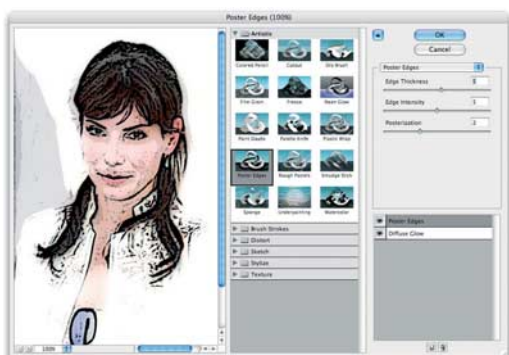 Poster Edges (100%)
Artistic
Colored Pencil
Cutout
Dry Brush
Film Grain
Fresco
Neon Glow
Paint Daubs
Palette Knife
Plastic Wrap
Poster Edges
Rough Pastels
Smudge Stick
Sponge
Underpainting
Watercolor
Brush Strokes
Distort
Sketch
Stylize
Texture
100%
OK
Cancel
Poster Edges
Edge Thickness
Edge Intensity
Posterization
Poster Edges
Diffuse Glow